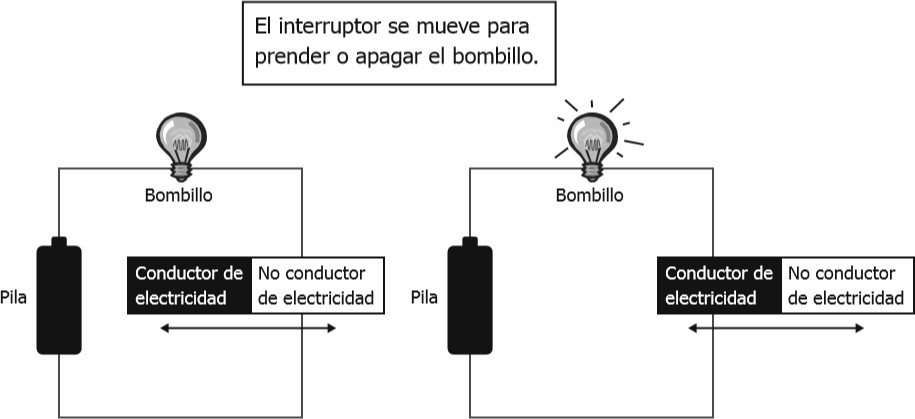 El interruptor se mueve para
prender o apagar el bombillo.
Bombillo
Pila
Conductor de
electricidad
No conductor
de electricidad
Bombillo
Pila
Conductor de
electricidad
No conductor
de electricidad